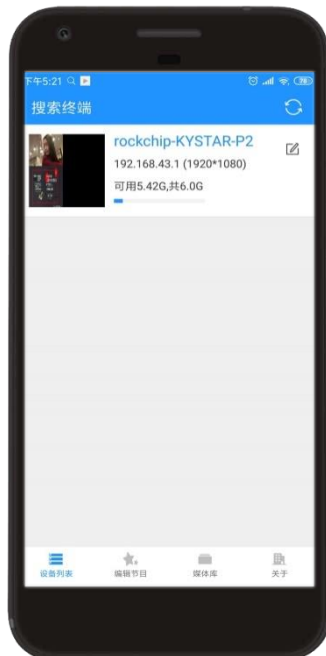 下午5:21
78
搜索终端
rockchip-KYSTAR-P2
192.168.43.1 (1920*1080)
可用5.42G,共6.0G
设备列表
编辑节目
媒体库
关于